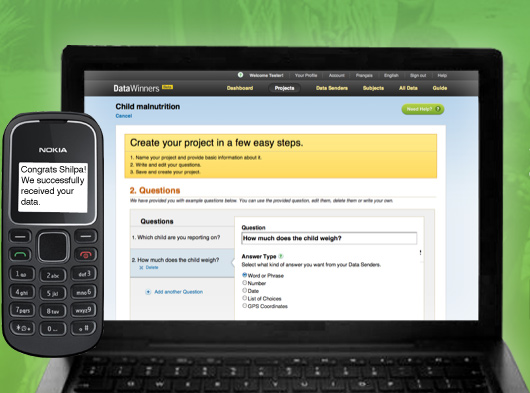 Welcome Tester! Your Profile Account Français English Sign out Help
DataWinners Beta
Dashboard Projects Data Senders Subjects All Data Guide
Child malnutrition
Cancel
Need Help? ?
Create your project in a few easy steps.
1. Name your project and provide basic information about it.
2. Write and edit your questions.
3. Save and create your project.
2. Questions
We have provided you with example questions below. You can use the provided question, edit them, delete them or write your own.
Questions
1. Which child are you reporting on?
2. How much does the child weigh?
X Delete
Add another Question
Question
How much does the child weigh?
Answer Type ?
Select what kind of answer you want from your Data Senders.
Word or Phrase
Number
Date
List of Choices
GPS Coordinates
NOKIA
Congrats Shilpa!
We successfully
received your
data.
2 abc def 3
4 ghi 5 jkl mno 6
7 pqrs 8 tuv wxyz 9